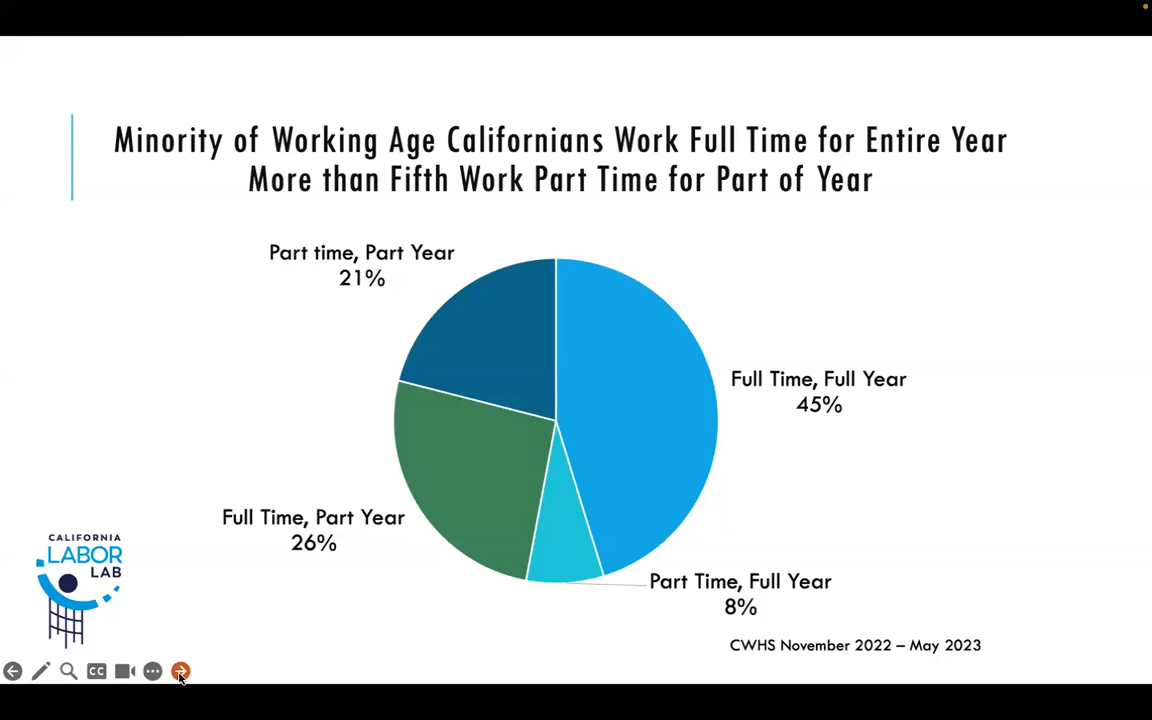 Minority of Working Age Californians Work Full Time for Entire Year
More than Fifth Work Part Time for Part of Year
Part time, Part Year
21%
Full Time, Full Year
45%
Full Time, Part Year
26%
Part Time, Full Year
8%
CALIFORNIA
LABOR
LAB
CWHS November 2022 – May 2023
CC